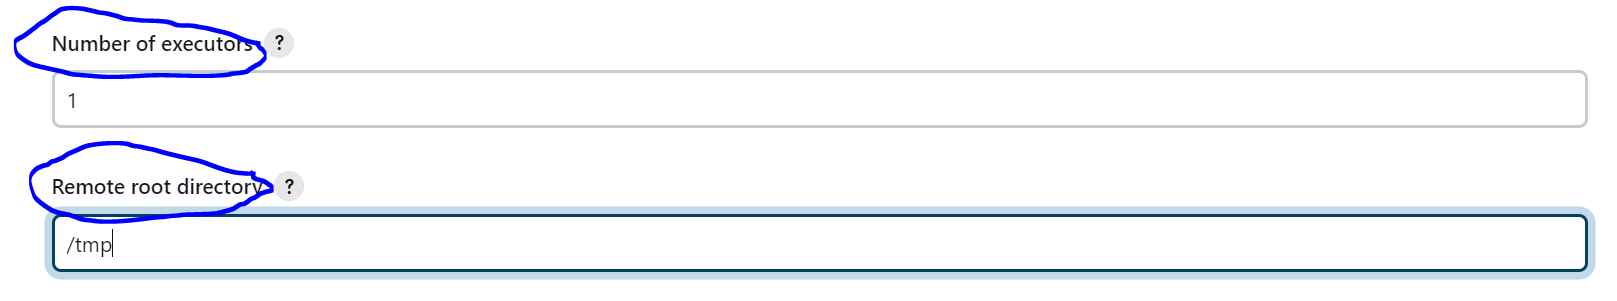 Number of executors ?
1
Remote root directory ?
/tmp